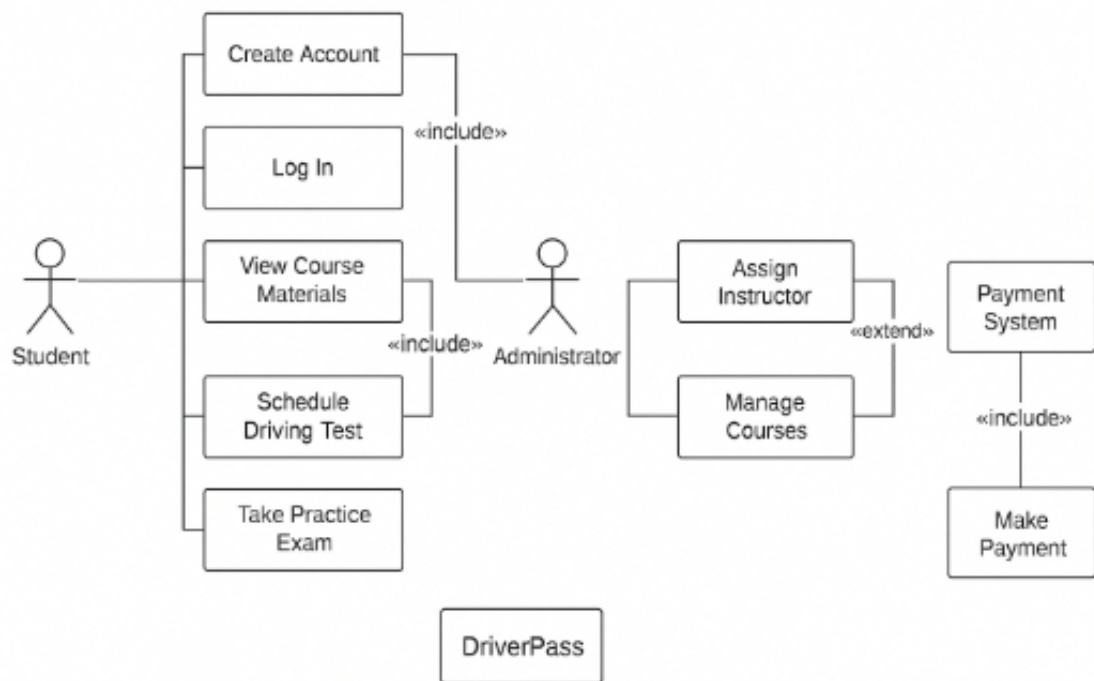 Create Account
«include»
Log In
View Course
Materials
«include»
Schedule
Driving Test
Take Practice
Exam
Student
Administrator
Assign
Instructor
«extend»
Manage
Courses
Payment
System
«include»
Make
Payment
DriverPass